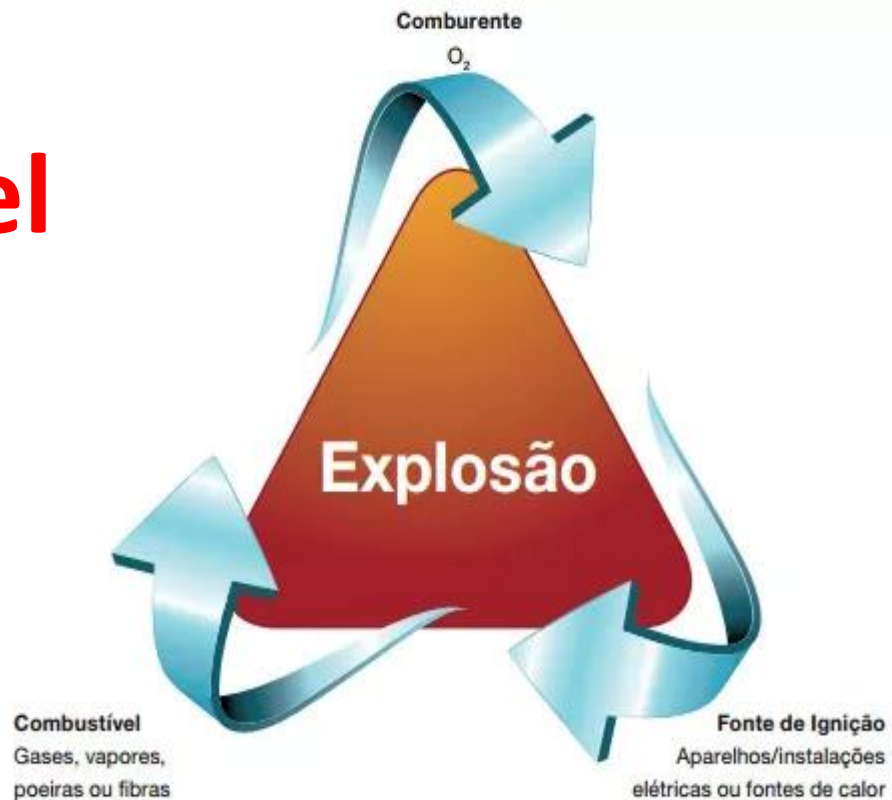 Comburente
O₂
el
Explosão
Combustível
Gases, vapores,
poeiras ou fibras
Fonte de Ignição
Aparelhos/instalações
elétricas ou fontes de calor